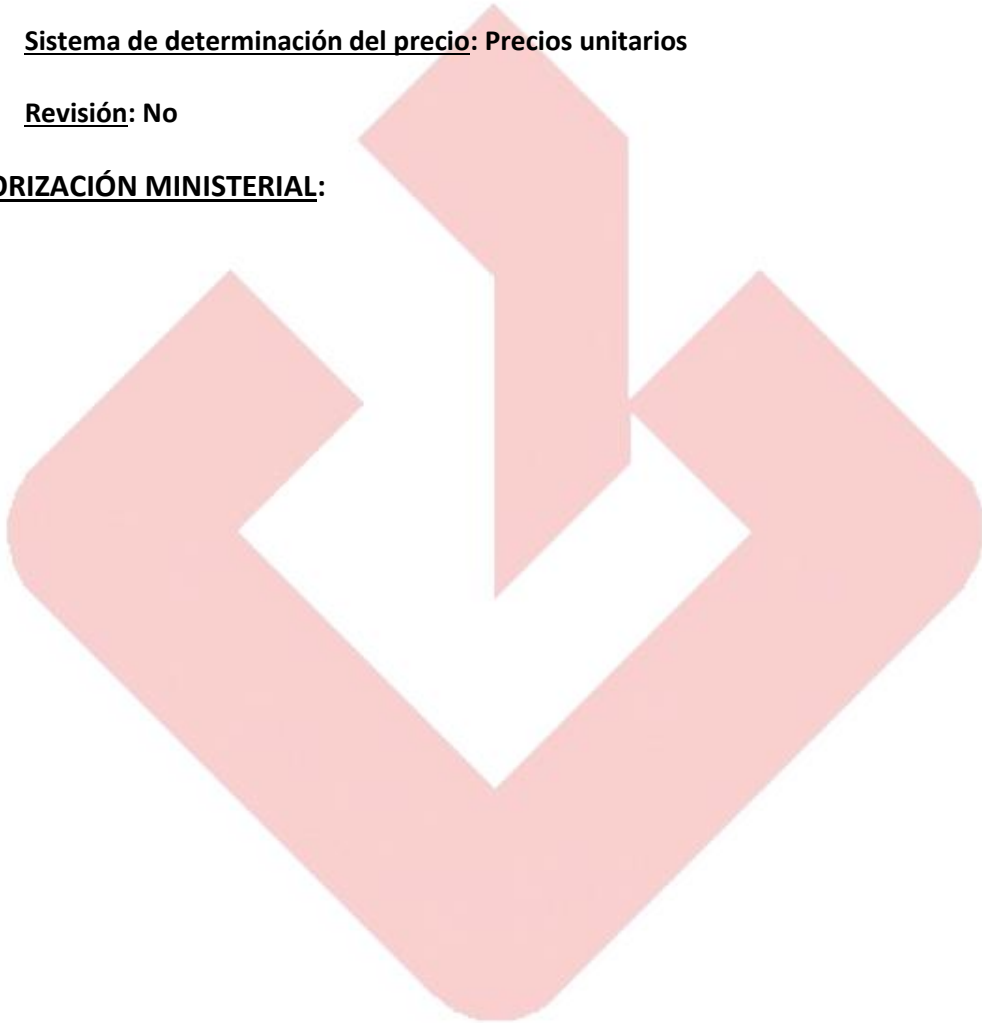 Sistema de determinación del precio: Precios unitarios
Revisión: No
ORIZACIÓN MINISTERIAL: